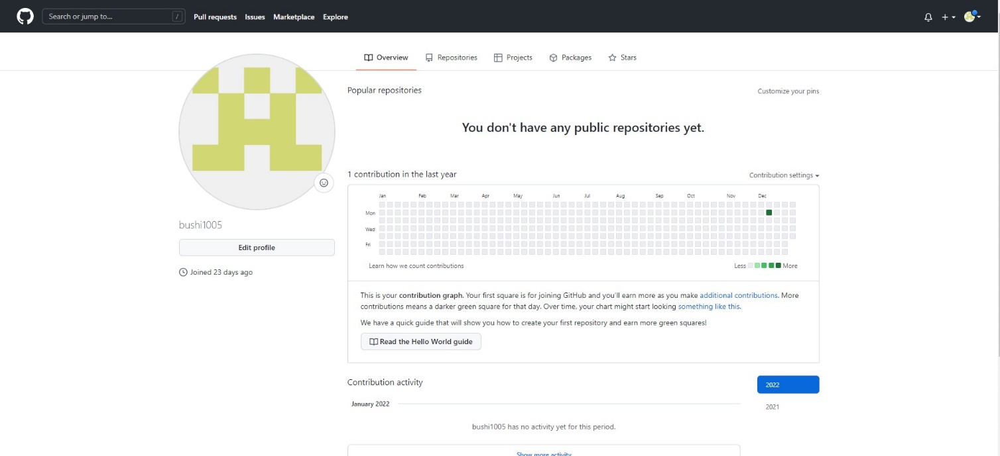 Search or jump to...
/
Pull requests
Issues
Marketplace
Explore
Overview
Repositories
Projects
Packages
Stars
bushi1005
Edit profile
Joined 23 days ago
Popular repositories
Customize your pins
You don't have any public repositories yet.
1 contribution in the last year
Contribution settings
Jan Feb Mar Apr May Jun Jul Aug Sep Oct Nov Dec
Mon
Wed
Fri
Learn how we count contributions
Less More
This is your contribution graph. Your first square is for joining GitHub and you'll earn more as you make additional contributions. More
contributions means a darker green square for that day. Over time, your chart might start looking something like this.
We have a quick guide that will show you how to create your first repository and earn more green squares!
Read the Hello World guide
Contribution activity
2022
2021
January 2022
bushi1005 has no activity yet for this period.
Show more activity